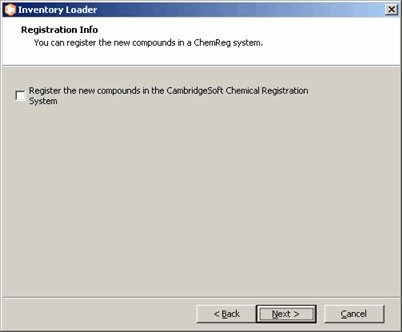 Inventory Loader
Registration Info
You can register the new compounds in a ChemReg system.
Register the new compounds in the CambridgeSoft Chemical Registration
System
< Back Next > Cancel